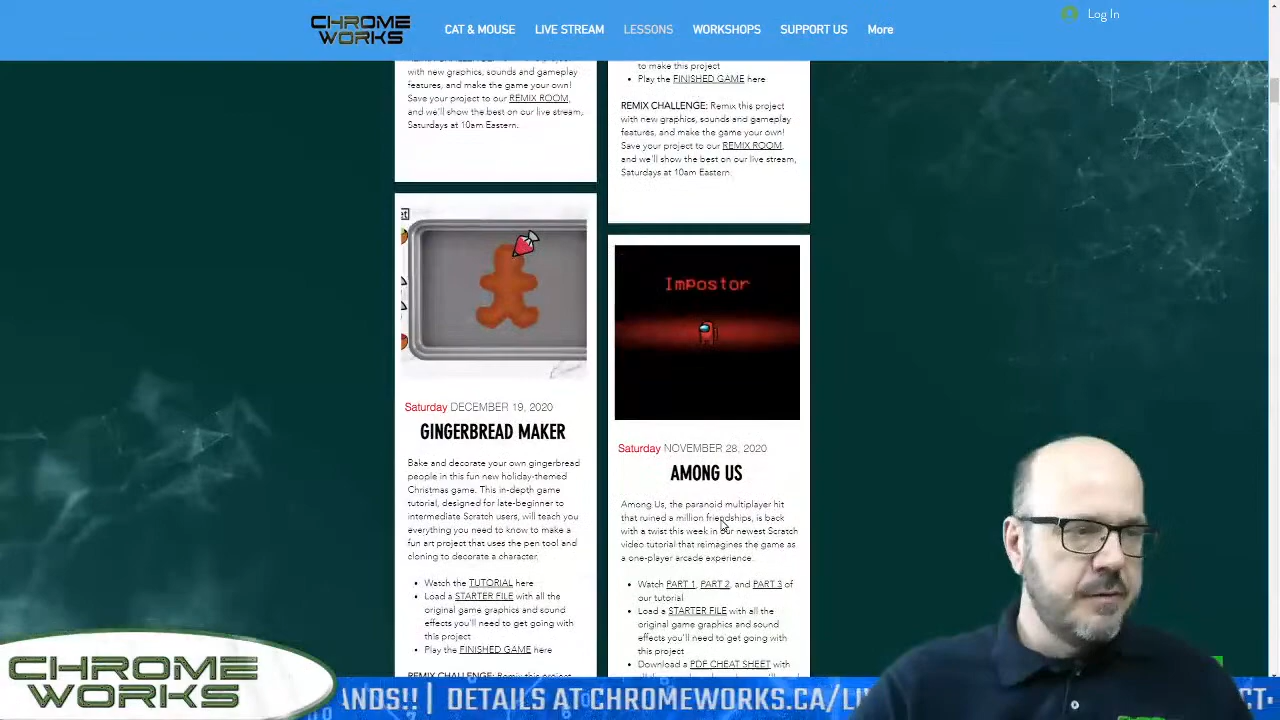 CHROME
WORKS
CAT & MOUSE
LIVE STREAM
LESSONS
WORKSHOPS
SUPPORT US
More
Log In
with new graphics, sounds and gameplay
features, and make the game your own!
Save your project to our REMIX ROOM,
and we'll show the best on our live stream,
Saturdays at 10am Eastern.
to make this project
Play the FINISHED GAME here
REMIX CHALLENGE: Remix this project
with new graphics, sounds and gameplay
features, and make the game your own!
Save your project to our REMIX ROOM,
and we'll show the best on our live stream,
Saturdays at 10am Eastern.
Saturday DECEMBER 19, 2020
GINGERBREAD MAKER
Bake and decorate your own gingerbread
people in this fun new holiday-themed
Christmas game. This in-depth game
tutorial, designed for late-beginner to
intermediate Scratch users, will teach you
everything you need to know to make a
fun art project that uses the pen tool and
cloning to decorate a character.
Watch the TUTORIAL here
Load a STARTER FILE with all the
original game graphics and sound
effects you'll need to get going with
this project
Play the FINISHED GAME here
Impostor
Saturday NOVEMBER 28, 2020
AMONG US
Among Us, the paranoid multiplayer hit
that ruined a million friendships, is back
with a twist this week in our newest Scratch
video tutorial that reimagines the game as
a one-player arcade experience.
Watch PART 1, PART 2, and PART 3 of
our tutorial
Load a STARTER FILE with all the
original game graphics and sound
effects you'll need to get going with
this project
Download a PDF CHEAT SHEET with
CHROME
WORKS
ANDS!! | DETAILS AT CHROMEWORKS.CA/LI